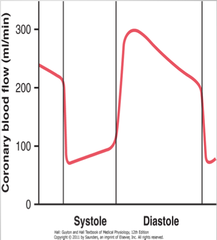 Coronary blood flow (ml/min)
300
200
100
0
Systole Diastole
Hall: Guyton and Hall Textbook of Medical Physiology, 12th Edition
Copyright © 2011 by Saunders, an imprint of Elsevier, Inc. All rights reserved.